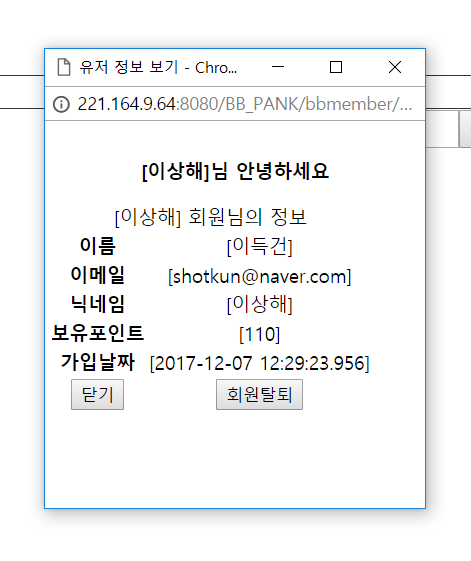 유저 정보 보기 - Chro...
221.164.9.64:8080/BB_PANK/bbmember/...
[이상해]님 안녕하세요
[이상해] 회원님의 정보
이름 [이득건]
이메일 [shotkun@naver.com]
닉네임 [이상해]
보유포인트 [110]
가입날짜 [2017-12-07 12:29:23.956]
닫기 회원탈퇴